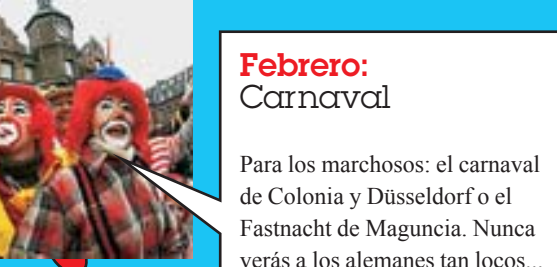 Febrero:
Carnaval
Para los marchosos: el carnaval
de Colonia y Düsseldorf o el
Fastnacht de Maguncia. Nunca
verás a los alemanes tan locos...